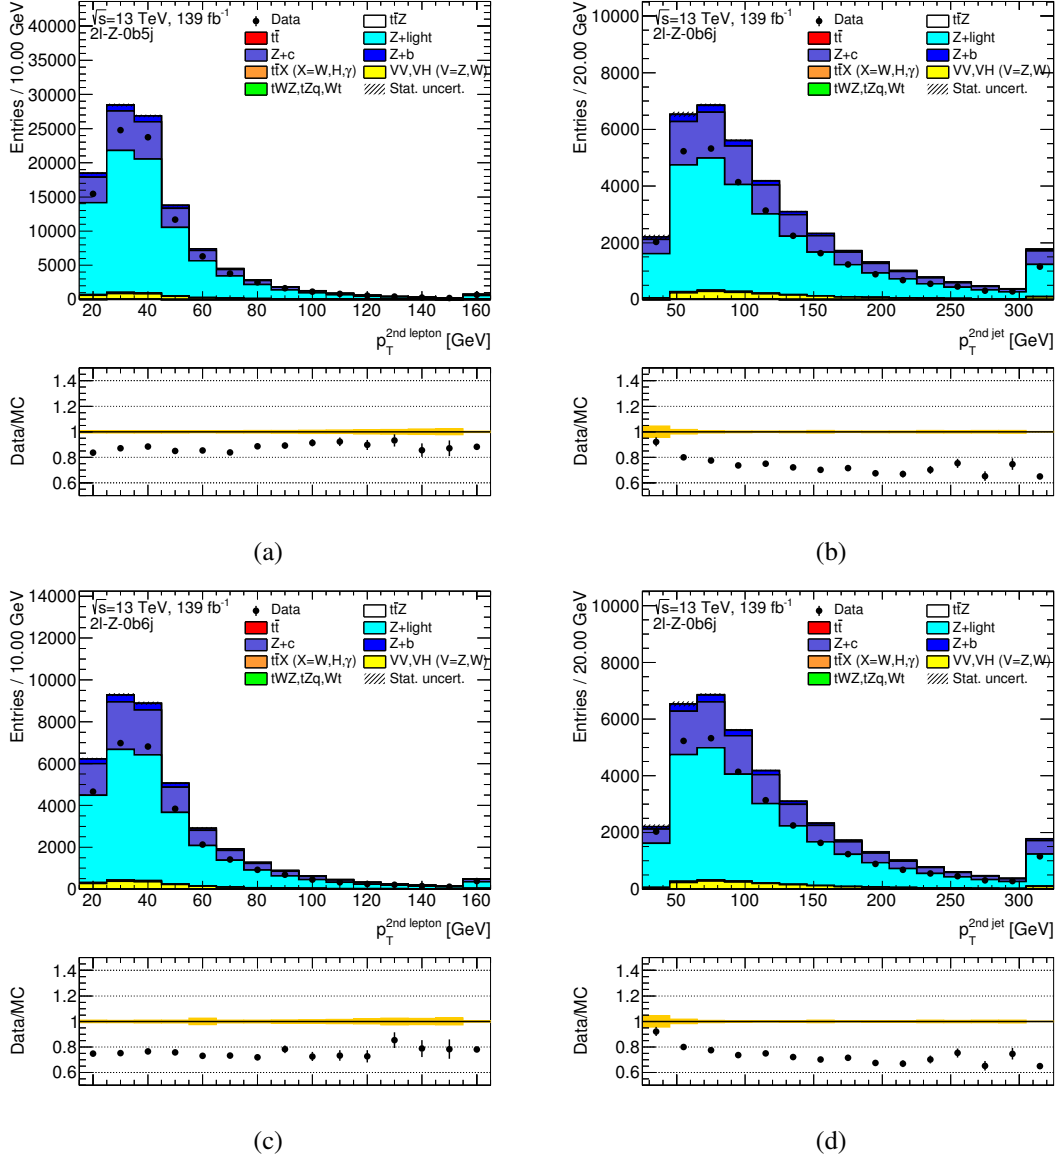 √s=13 TeV, 139 fb⁻¹
2l-Z-0b5j
Data
tt̄
Z+c
tt̄X (X=W,H,γ)
tWZ,tZq,Wt
tt̄Z
Z+light
Z+b
VV,VH (V=Z,W)
Stat. uncert.
Entries / 10.00 GeV
40000
35000
30000
25000
20000
15000
10000
5000
0
20 40 60 80 100 120 140 160
p_T^2nd lepton [GeV]
Data/MC
1.4
1.2
1
0.8
0.6
(a)
√s=13 TeV, 139 fb⁻¹
2l-Z-0b6j
Data
tt̄
Z+c
tt̄X (X=W,H,γ)
tWZ,tZq,Wt
tt̄Z
Z+light
Z+b
VV,VH (V=Z,W)
Stat. uncert.
Entries / 20.00 GeV
10000
8000
6000
4000
2000
0
50 100 150 200 250 300
p_T^2nd jet [GeV]
Data/MC
1.4
1.2
1
0.8
0.6
(b)
√s=13 TeV, 139 fb⁻¹
2l-Z-0b6j
Data
tt̄
Z+c
tt̄X (X=W,H,γ)
tWZ,tZq,Wt
tt̄Z
Z+light
Z+b
VV,VH (V=Z,W)
Stat. uncert.
Entries / 10.00 GeV
14000
12000
10000
8000
6000
4000
2000
0
20 40 60 80 100 120 140 160
p_T^2nd lepton [GeV]
Data/MC
1.4
1.2
1
0.8
0.6
(c)
√s=13 TeV, 139 fb⁻¹
2l-Z-0b6j
Data
tt̄
Z+c
tt̄X (X=W,H,γ)
tWZ,tZq,Wt
tt̄Z
Z+light
Z+b
VV,VH (V=Z,W)
Stat. uncert.
Entries / 20.00 GeV
10000
8000
6000
4000
2000
0
50 100 150 200 250 300
p_T^2nd jet [GeV]
Data/MC
1.4
1.2
1
0.8
0.6
(d)